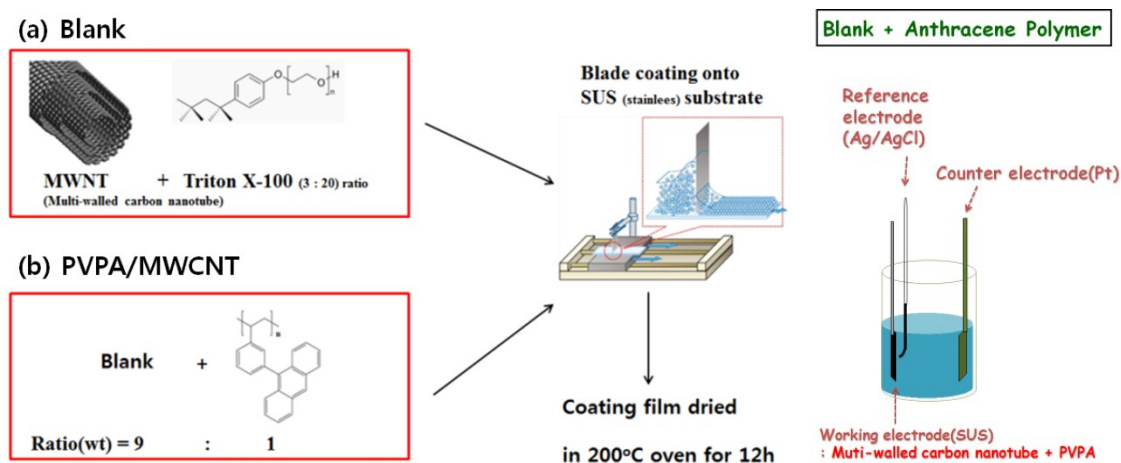 (a) Blank
O
O
H
n
MWNT + Triton X-100 (3 : 20) ratio
(Multi-walled carbon nanotube)
(b) PVPA/MWCNT
Blank +
n
Ratio(wt) = 9 : 1
Blade coating onto
SUS (stainlees) substrate
Coating film dried
in 200°C oven for 12h
Blank + Anthracene Polymer
Reference
electrode
(Ag/AgCl)
Counter electrode(Pt)
Working electrode(SUS)
: Muti-walled carbon nanotube + PVPA